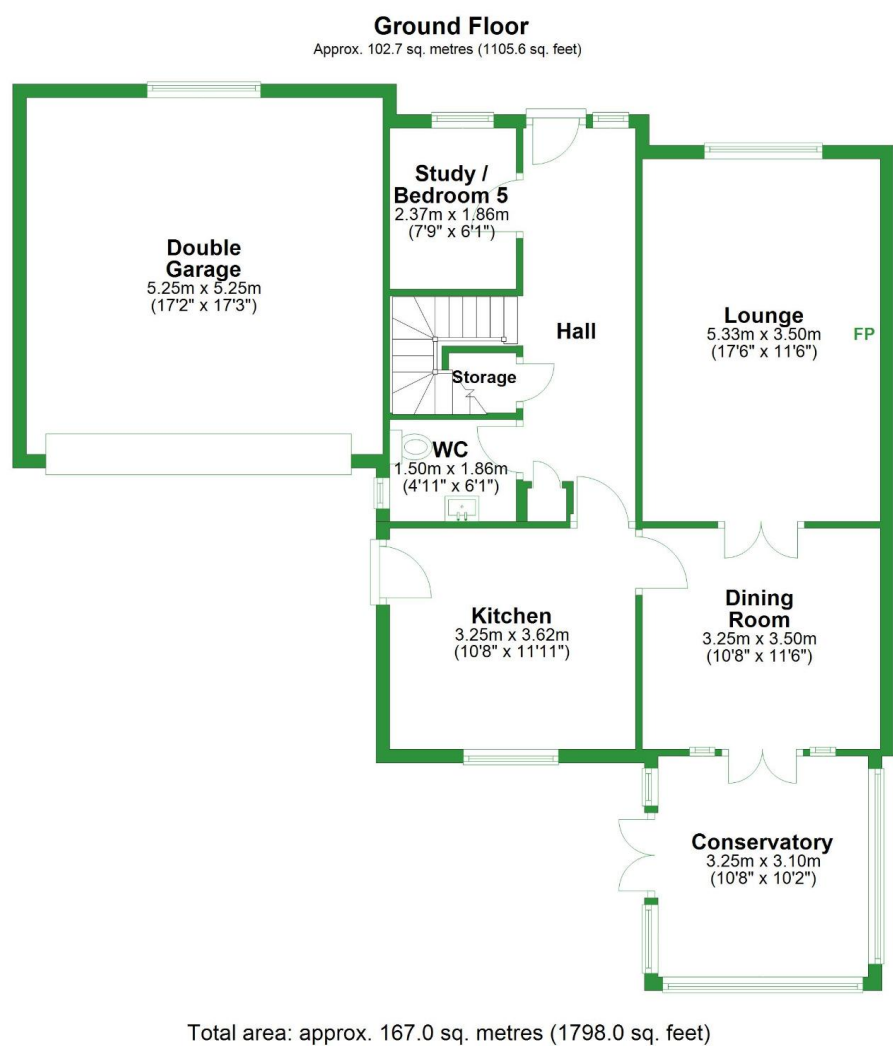 Ground Floor
Approx. 102.7 sq. metres (1105.6 sq. feet)
Study /
Bedroom 5
2.37m x 1.86m
(7'9" x 6'1")
Double
Garage
5.25m x 5.25m
(17'2" x 17'3")
Hall
Lounge
5.33m x 3.50m
(17'6" x 11'6")
FP
Storage
WC
1.50m x 1.86m
(4'11" x 6'1")
Kitchen
3.25m x 3.62m
(10'8" x 11'11")
Dining
Room
3.25m x 3.50m
(10'8" x 11'6")
Conservatory
3.25m x 3.10m
(10'8" x 10'2")
Total area: approx. 167.0 sq. metres (1798.0 sq. feet)